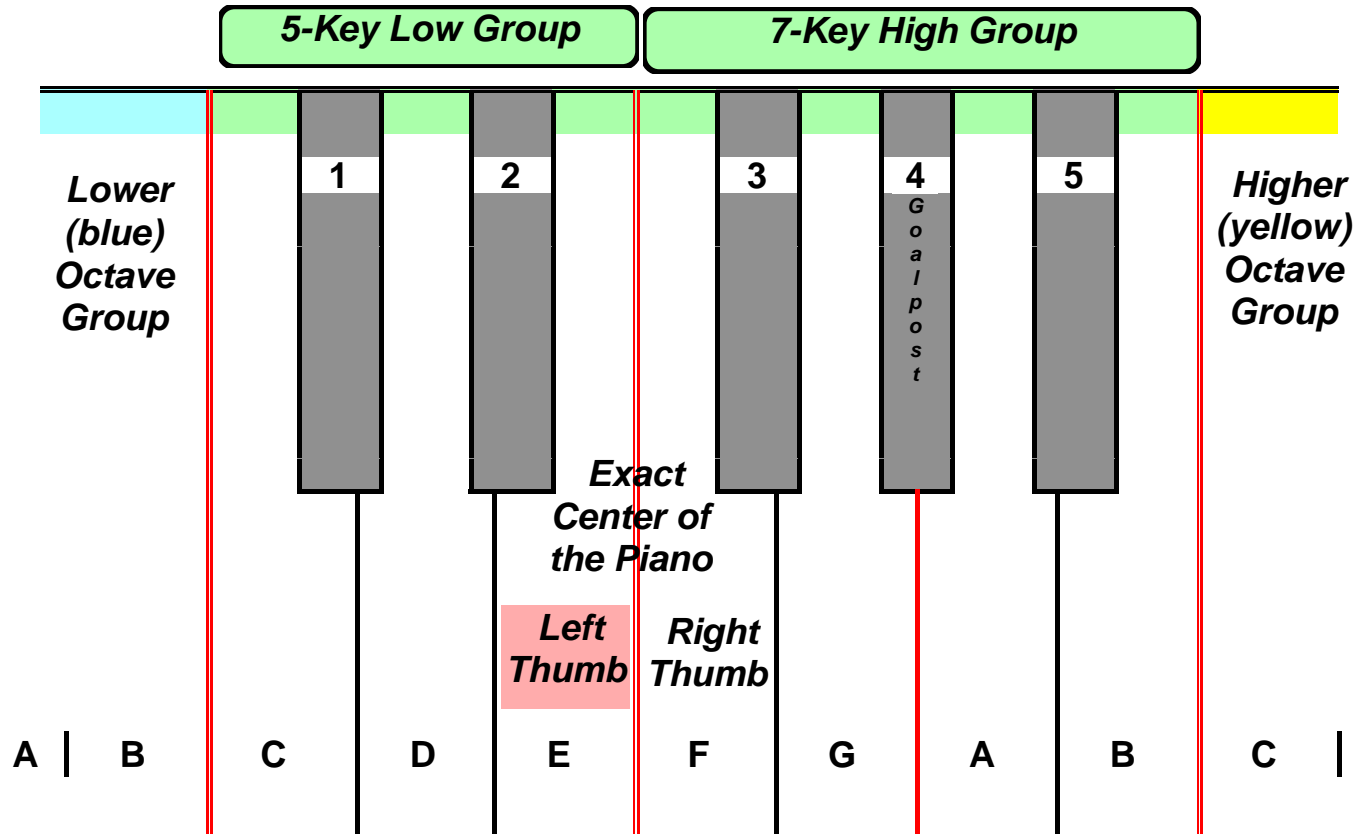 5-Key Low Group
7-Key High Group
1 2 3 4 5
Goalpost
Lower
(blue)
Octave
Group
Higher
(yellow)
Octave
Group
Exact
Center of
the Piano
Left
Thumb
Right
Thumb
A B C D E F G A B C